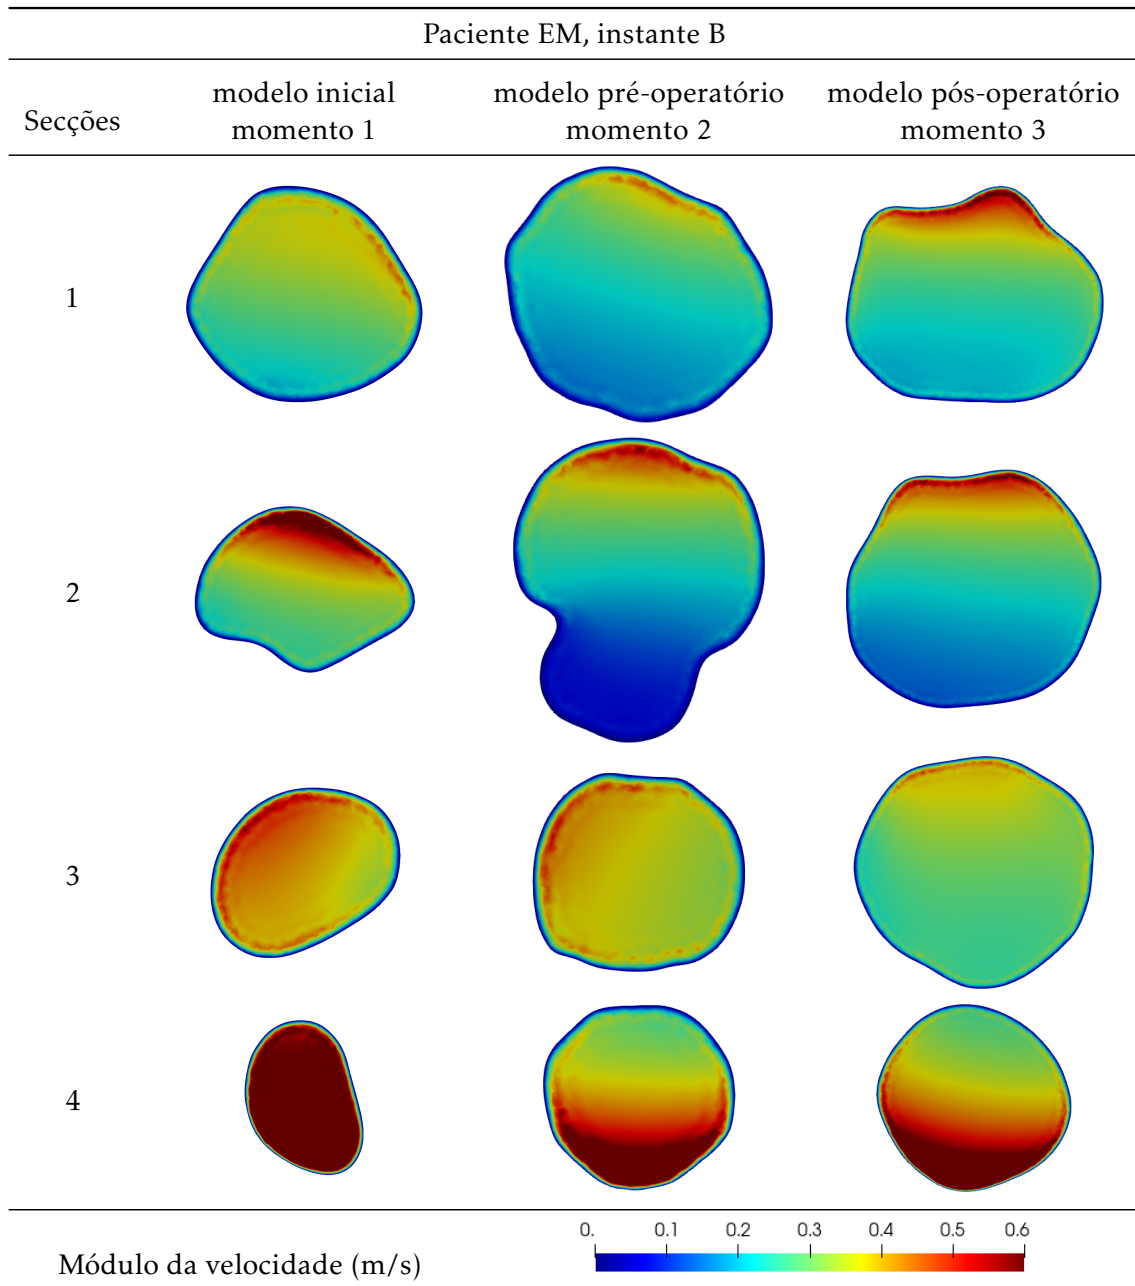 Paciente EM, instante B
Secções
modelo inicial
momento 1
modelo pré-operatório
momento 2
modelo pós-operatório
momento 3
1
2
3
4
Módulo da velocidade (m/s)
0. 0.1 0.2 0.3 0.4 0.5 0.6